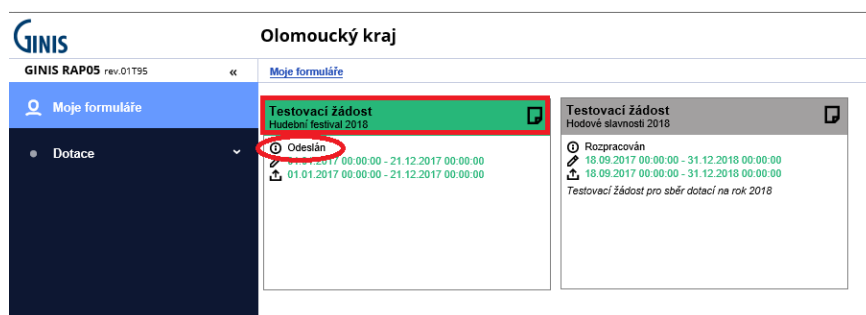 GINIS
Olomoucký kraj
GINIS RAP05 rev.01T95 «
Moje formuláře
Moje formuláře
Dotace
Testovací žádost
Hudební festival 2018
Odeslán
01.01.2017 00:00:00 - 21.12.2017 00:00:00
01.01.2017 00:00:00 - 21.12.2017 00:00:00
Testovací žádost
Hodové slavnosti 2018
Rozpracován
18.09.2017 00:00:00 - 31.12.2018 00:00:00
18.09.2017 00:00:00 - 31.12.2018 00:00:00
Testovací žádost pro sběr dotací na rok 2018